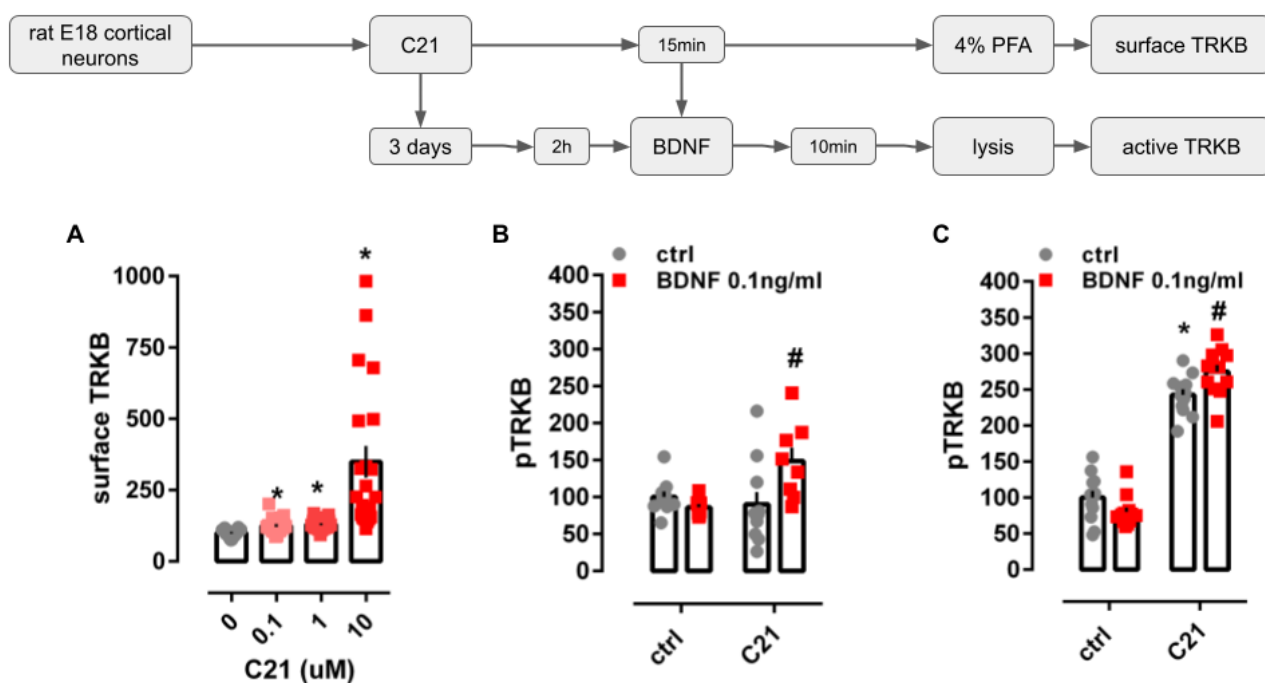 rat E18 cortical
neurons
C21
15min
4% PFA
surface TRKB
3 days
2h
BDNF
10min
lysis
active TRKB
A
surface TRKB
1000
750
500
250
0
*
*
*
0
0.1
1
10
C21 (uM)
B
ctrl
BDNF 0.1ng/ml
pTRKB
400
350
300
250
200
150
100
50
0
#
ctrl
C21
C
ctrl
BDNF 0.1ng/ml
pTRKB
400
350
300
250
200
150
100
50
0
*
#
ctrl
C21